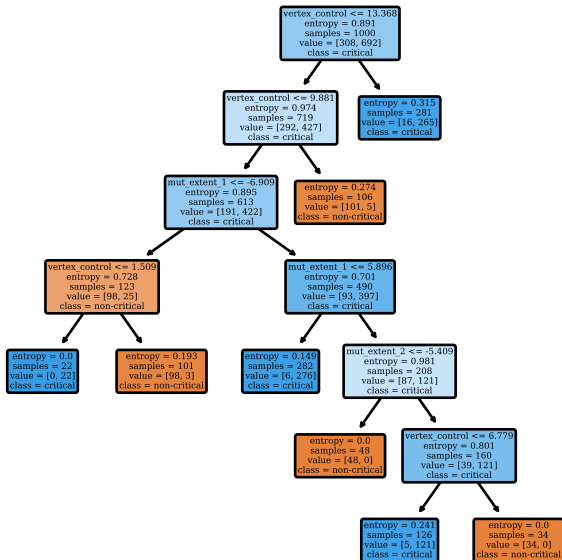 vertex_control <= 13.368
entropy = 0.891
samples = 1000
value = [308, 692]
class = critical
vertex_control <= 9.881
entropy = 0.974
samples = 719
value = [292, 427]
class = critical
entropy = 0.315
samples = 281
value = [16, 265]
class = critical
mut_extent_1 <= -6.909
entropy = 0.895
samples = 613
value = [191, 422]
class = critical
entropy = 0.274
samples = 106
value = [101, 5]
class = non-critical
vertex_control <= 1.509
entropy = 0.728
samples = 123
value = [98, 25]
class = non-critical
mut_extent_1 <= 5.896
entropy = 0.701
samples = 490
value = [93, 397]
class = critical
entropy = 0.0
samples = 22
value = [0, 22]
class = critical
entropy = 0.193
samples = 101
value = [98, 3]
class = non-critical
entropy = 0.149
samples = 282
value = [6, 276]
class = critical
mut_extent_2 <= -5.409
entropy = 0.981
samples = 208
value = [87, 121]
class = critical
entropy = 0.0
samples = 48
value = [48, 0]
class = non-critical
vertex_control <= 6.779
entropy = 0.801
samples = 160
value = [39, 121]
class = critical
entropy = 0.241
samples = 126
value = [5, 121]
class = critical
entropy = 0.0
samples = 34
value = [34, 0]
class = non-critical